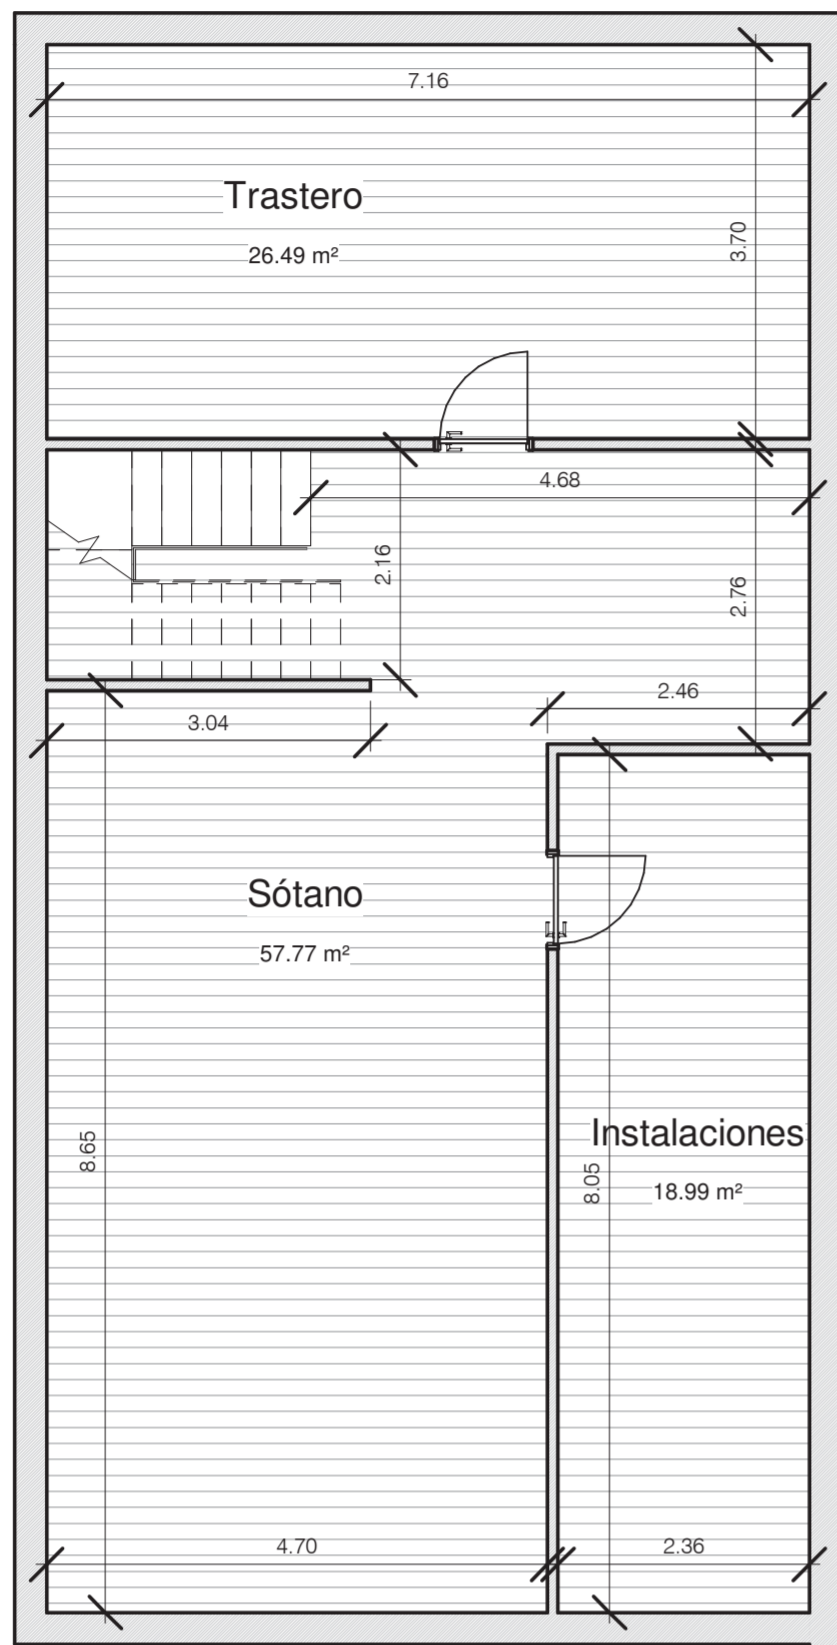 7.16
Trastero
26.49 m²
3.70
4.68
2.16
2.76
2.46
3.04
Sótano
57.77 m²
8.65
Instalaciones
8.05
18.99 m²
4.70
2.36